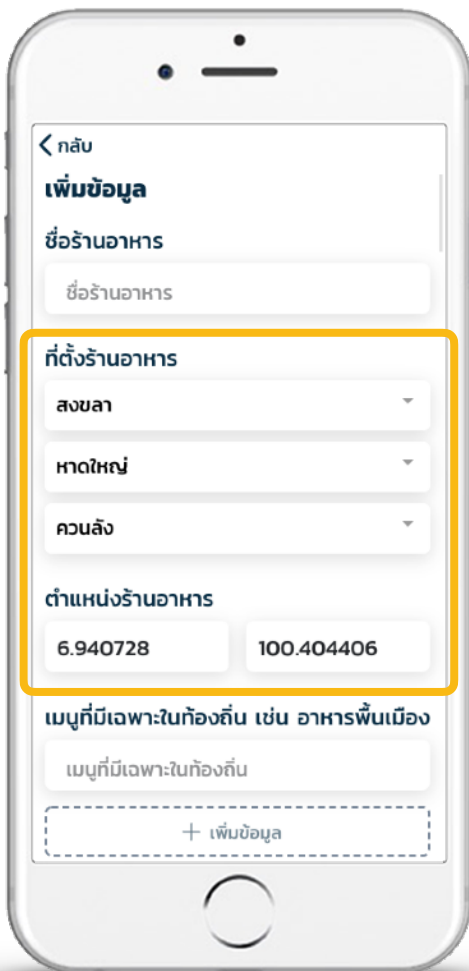 กลับ
เพิ่มข้อมูล
ชื่อร้านอาหาร
ชื่อร้านอาหาร
ที่ตั้งร้านอาหาร
สงขลา
หาดใหญ่
ควนลัง
ตำแหน่งร้านอาหาร
6.940728 100.404406
เมนูที่มีเฉพาะในท้องถิ่น เช่น อาหารพื้นเมือง
เมนูที่มีเฉพาะในท้องถิ่น
+ เพิ่มข้อมูล